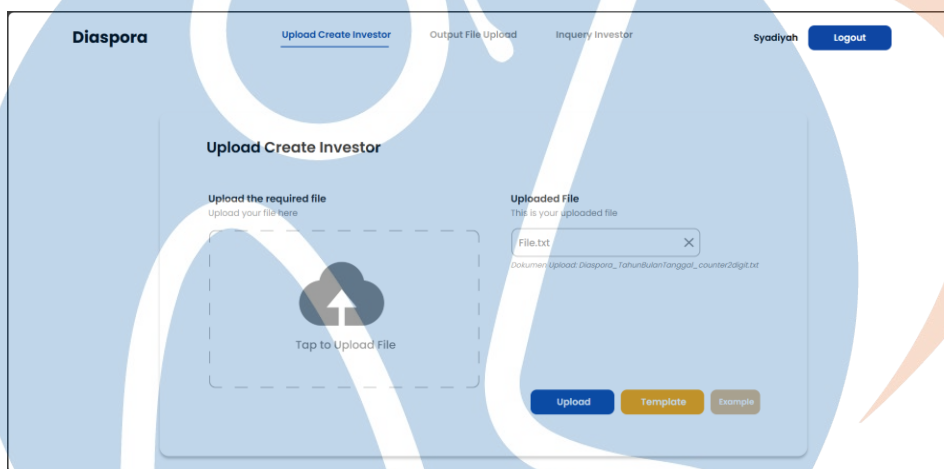 Diaspora
Upload Create Investor
Output File Upload
Inquery Investor
Syadiyah
Logout
Upload Create Investor
Upload the required file
Upload your file here
Tap to Upload File
Uploaded File
This is your uploaded file
File.txt
Dokumen Upload: Diaspora_TahunBulanTanggal_counter2digit.txt
Upload
Template
Example